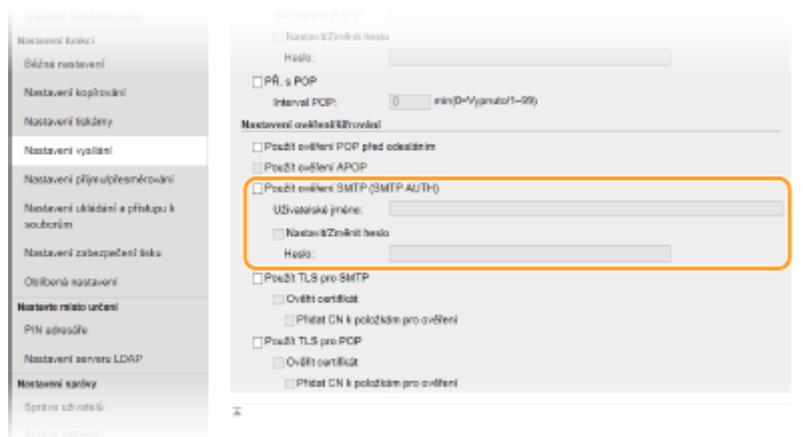 Nastavení funkcí
Běžná nastavení
Nastavení kopírování
Nastavení tiskárny
Nastavení vysílání
Nastavení příjmu/přesměrování
Nastavení ukládání a přístupu k
souborům
Nastavení zabezpečení tisku
Oblíbená nastavení
Nastavte místo určení
PIN adresáře
Nastavení serveru LDAP
Nastavení správy
Správa uživatelů
Uživatelské jméno:
Nastavit/Změnit heslo
Heslo:
PŘ. s POP
Interval POP:
0
min(0=Vypnuto/1–99)
Nastavení ověření/šifrování
Použít ověření POP před odesláním
Použít ověření APOP
Použít ověření SMTP (SMTP AUTH)
Uživatelské jméno:
Nastavit/Změnit heslo
Heslo:
Použít TLS pro SMTP
Ověřit certifikát
Přidat CN k položkám pro ověření
Použít TLS pro POP
Ověřit certifikát
Přidat CN k položkám pro ověření